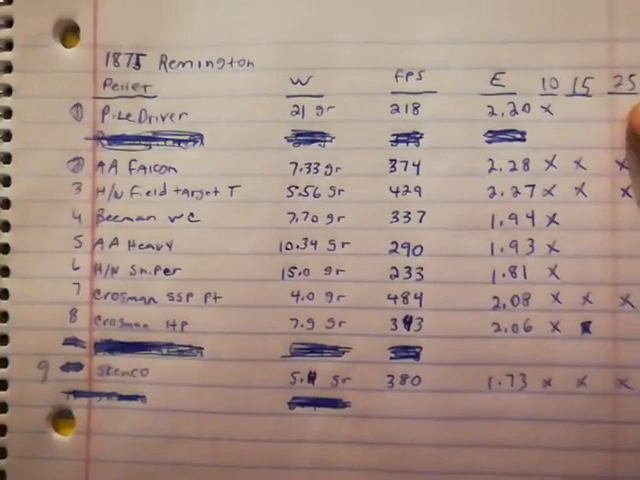 1875 Remington
Pellet W FPS E 10 15 25
1 PileDriver 21 gr 218 2.20 x
2 AA Falcon 7.33 gr 374 2.28 x x x
3 H/N Field target T 5.56 gr 429 2.27 x x x
4 Beeman WC 7.70 gr 337 1.94 x
5 AA Heavy 10.34 gr 290 1.93 x
6 H/N Sniper 15.0 gr 233 1.81 x
7 Crosman SSP Pt 4.0 gr 484 2.08 x x x
8 Crosman HP 7.9 gr 343 2.06 x x
9 Skenco gr 380 1.73 x x x